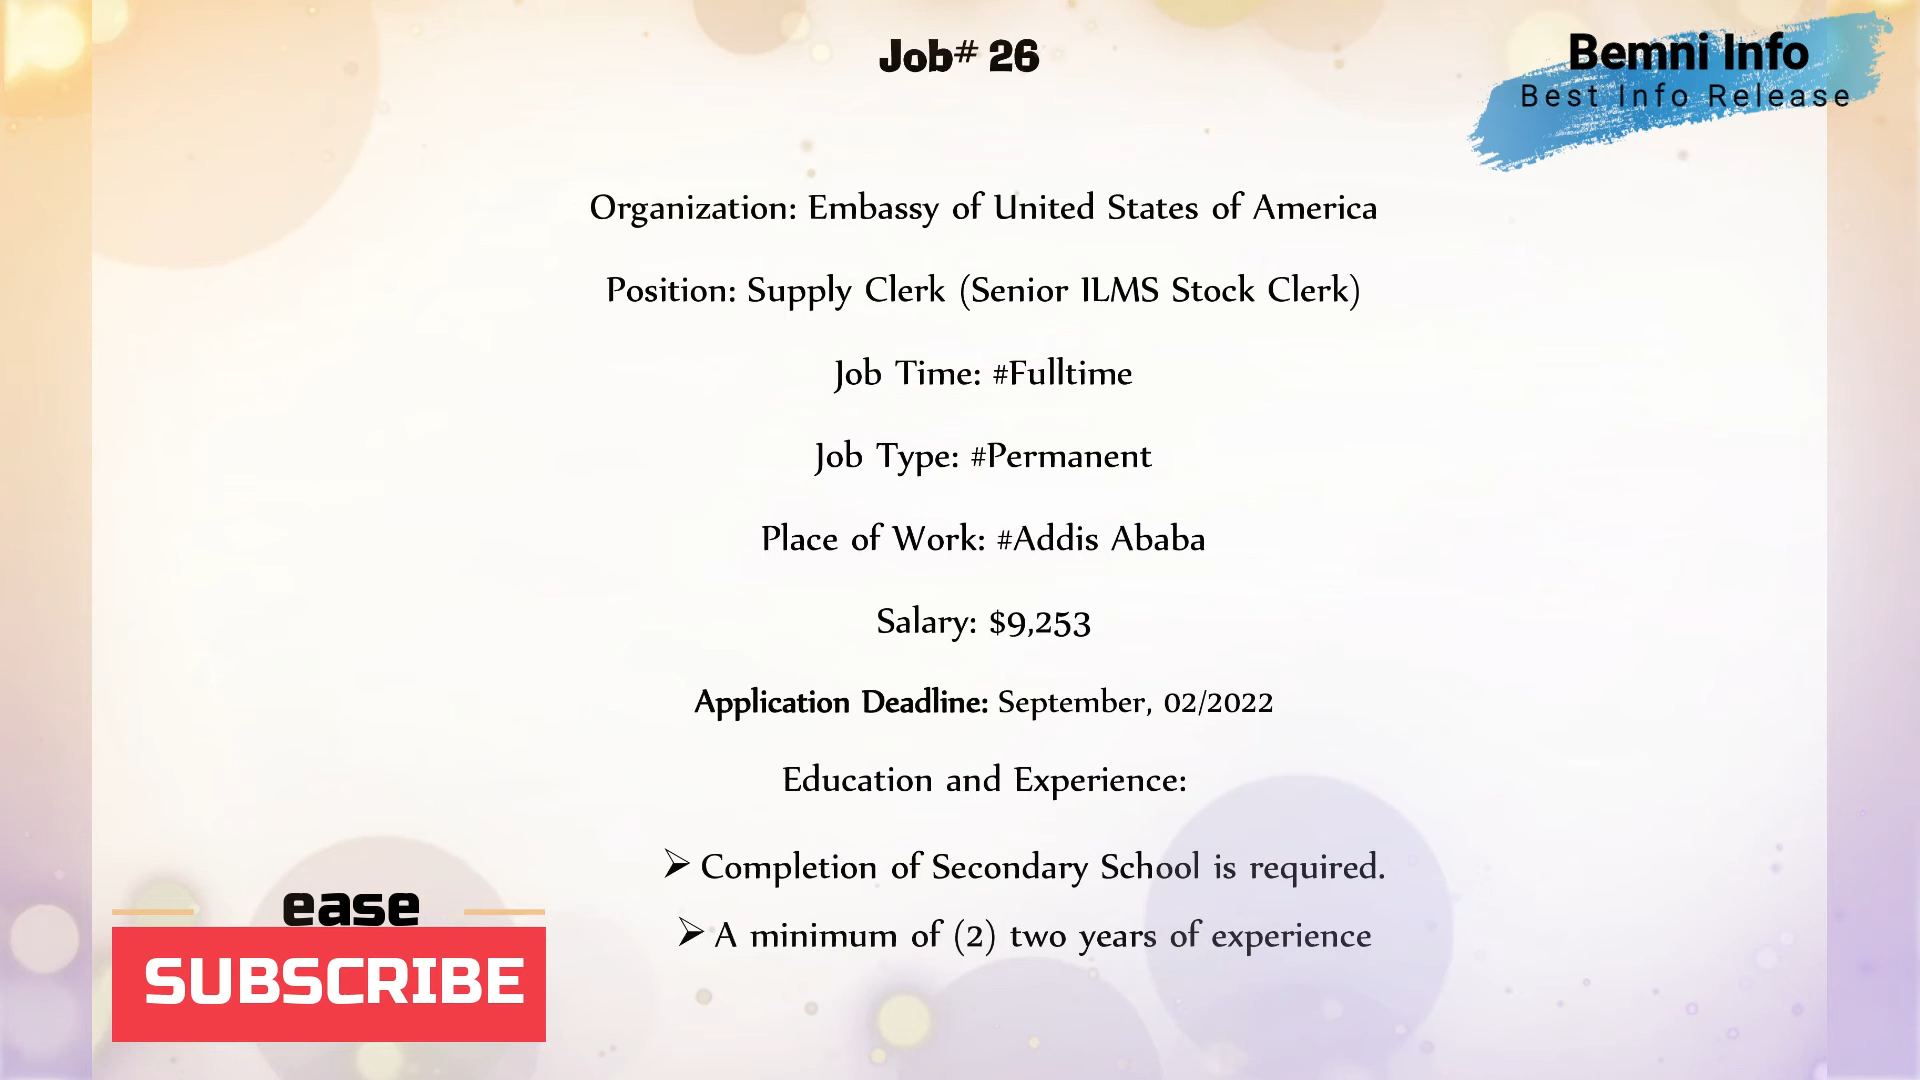 Job# 26
Bemni Info
Best Info Release
Organization: Embassy of United States of America
Position: Supply Clerk (Senior ILMS Stock Clerk)
Job Time: #Fulltime
Job Type: #Permanent
Place of Work: #Addis Ababa
Salary: $9,253
Application Deadline: September, 02/2022
Education and Experience:
➢ Completion of Secondary School is required.
➢ A minimum of (2) two years of experience
ease
SUBSCRIBE